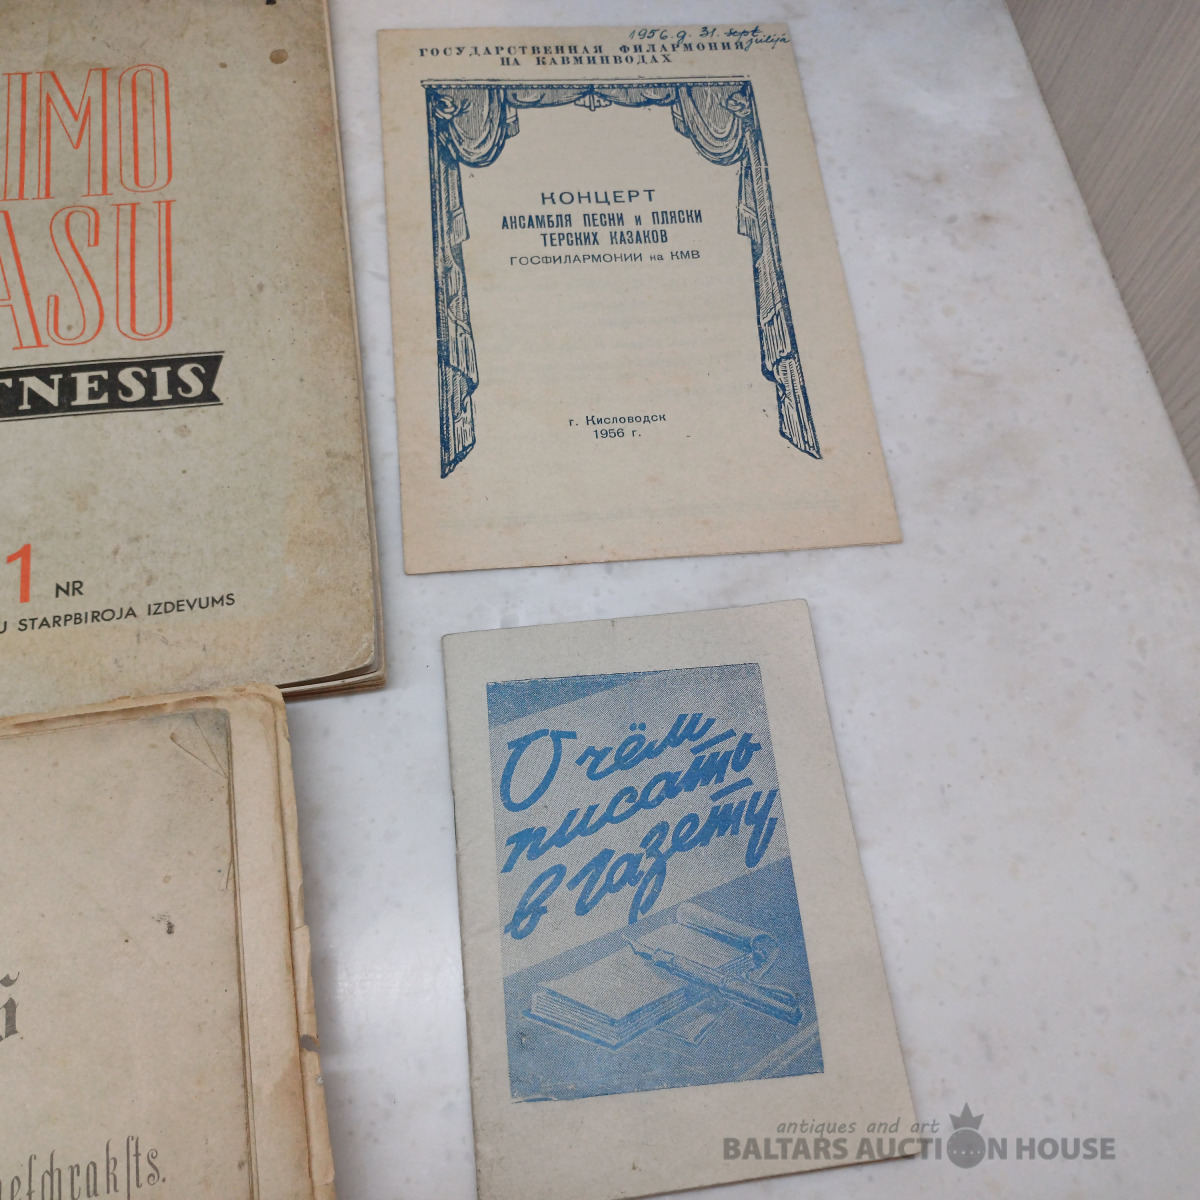 IMO
ASU
TNESIS
1 NR
U STARPBIROJA IZDEVUMS
1956.g. 31. sept
jūlijā
ГОСУДАРСТВЕННАЯ ФИЛАРМОНИЯ
НА КАВМИНВОДАХ
КОНЦЕРТ
АНСАМБЛЯ ПЕСНИ и ПЛЯСКИ
ТЕРСКИХ КАЗАКОВ
ГОСФИЛАРМОНИИ на КМВ
г. Кисловодск
1956 г.
О чём
писать
в газету
antiques and art
BALTARS AUCTION HOUSE